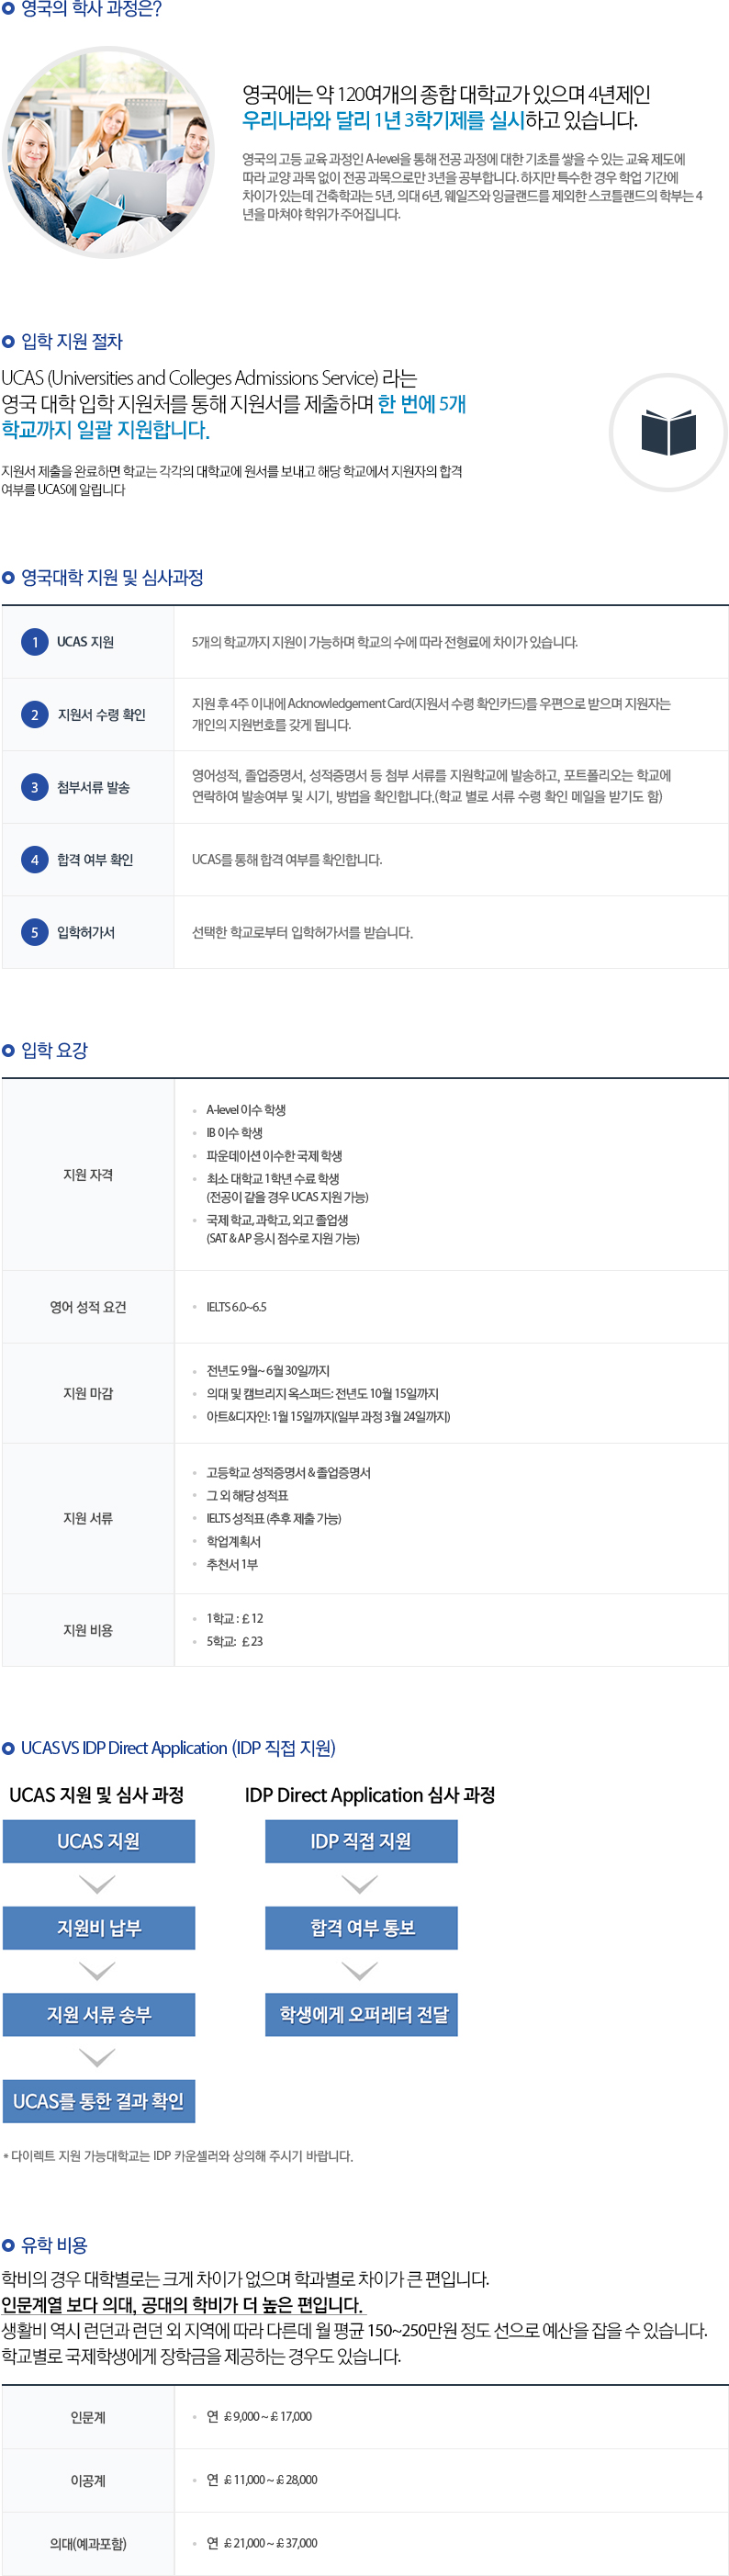 영국의 학사 과정은?
영국에는 약 120여개의 종합 대학교가 있으며 4년제인
우리나라와 달리 1년 3학기제를 실시하고 있습니다.
영국의 고등 교육 과정인 A-level을 통해 전공 과정에 대한 기초를 쌓을 수 있는 교육 제도에
따라 교양 과목 없이 전공 과목으로만 3년을 공부합니다. 하지만 특수한 경우 학업 기간에
차이가 있는데 건축학과는 5년, 의대 6년, 웨일즈와 잉글랜드를 제외한 스코틀랜드의 학부는 4
년을 마쳐야 학위가 주어집니다.
입학 지원 절차
UCAS (Universities and Colleges Admissions Service) 라는
영국 대학 입학 지원처를 통해 지원서를 제출하며 한 번에 5개
학교까지 일괄 지원합니다.
지원서 제출을 완료하면 학교는 각각의 대학교에 원서를 보내고 해당 학교에서 지원자의 합격
여부를 UCAS에 알립니다
영국대학 지원 및 심사과정
1 UCAS 지원
5개의 학교까지 지원이 가능하며 학교의 수에 따라 전형료에 차이가 있습니다.
2 지원서 수령 확인
지원 후 4주 이내에 Acknowledgement Card(지원서 수령 확인카드)를 우편으로 받으며 지원자는
개인의 지원번호를 갖게 됩니다.
3 첨부서류 발송
영어성적, 졸업증명서, 성적증명서 등 첨부 서류를 지원학교에 발송하고, 포트폴리오는 학교에
연락하여 발송여부 및 시기, 방법을 확인합니다.(학교 별로 서류 수령 확인 메일을 받기도 함)
4 합격 여부 확인
UCAS를 통해 합격 여부를 확인합니다.
5 입학허가서
선택한 학교로부터 입학허가서를 받습니다.
입학 요강
지원 자격
A-level 이수 학생
IB 이수 학생
파운데이션 이수한 국제 학생
최소 대학교 1학년 수료 학생
(전공이 같을 경우 UCAS 지원 가능)
국제 학교, 과학고, 외고 졸업생
(SAT & AP 응시 점수로 지원 가능)
영어 성적 요건
IELTS 6.0~6.5
지원 마감
전년도 9월~ 6월 30일까지
의대 및 캠브리지 옥스퍼드: 전년도 10월 15일까지
아트&디자인: 1월 15일까지(일부 과정 3월 24일까지)
지원 서류
고등학교 성적증명서 & 졸업증명서
그 외 해당 성적표
IELTS 성적표 (추후 제출 가능)
학업계획서
추천서 1부
지원 비용
1학교 : £ 12
5학교: £ 23
UCAS VS IDP Direct Application (IDP 직접 지원)
UCAS 지원 및 심사 과정
UCAS 지원
지원비 납부
지원 서류 송부
UCAS를 통한 결과 확인
IDP Direct Application 심사 과정
IDP 직접 지원
합격 여부 통보
학생에게 오퍼레터 전달
* 다이렉트 지원 가능대학교는 IDP 카운셀러와 상의해 주시기 바랍니다.
유학 비용
학비의 경우 대학별로는 크게 차이가 없으며 학과별로 차이가 큰 편입니다.
인문계열 보다 의대, 공대의 학비가 더 높은 편입니다.
생활비 역시 런던과 런던 외 지역에 따라 다른데 월 평균 150~250만원 정도 선으로 예산을 잡을 수 있습니다.
학교별로 국제학생에게 장학금을 제공하는 경우도 있습니다.
인문계
연 £ 9,000 ~ £ 17,000
이공계
연 £ 11,000 ~ £ 28,000
의대(예과포함)
연 £ 21,000 ~ £ 37,000